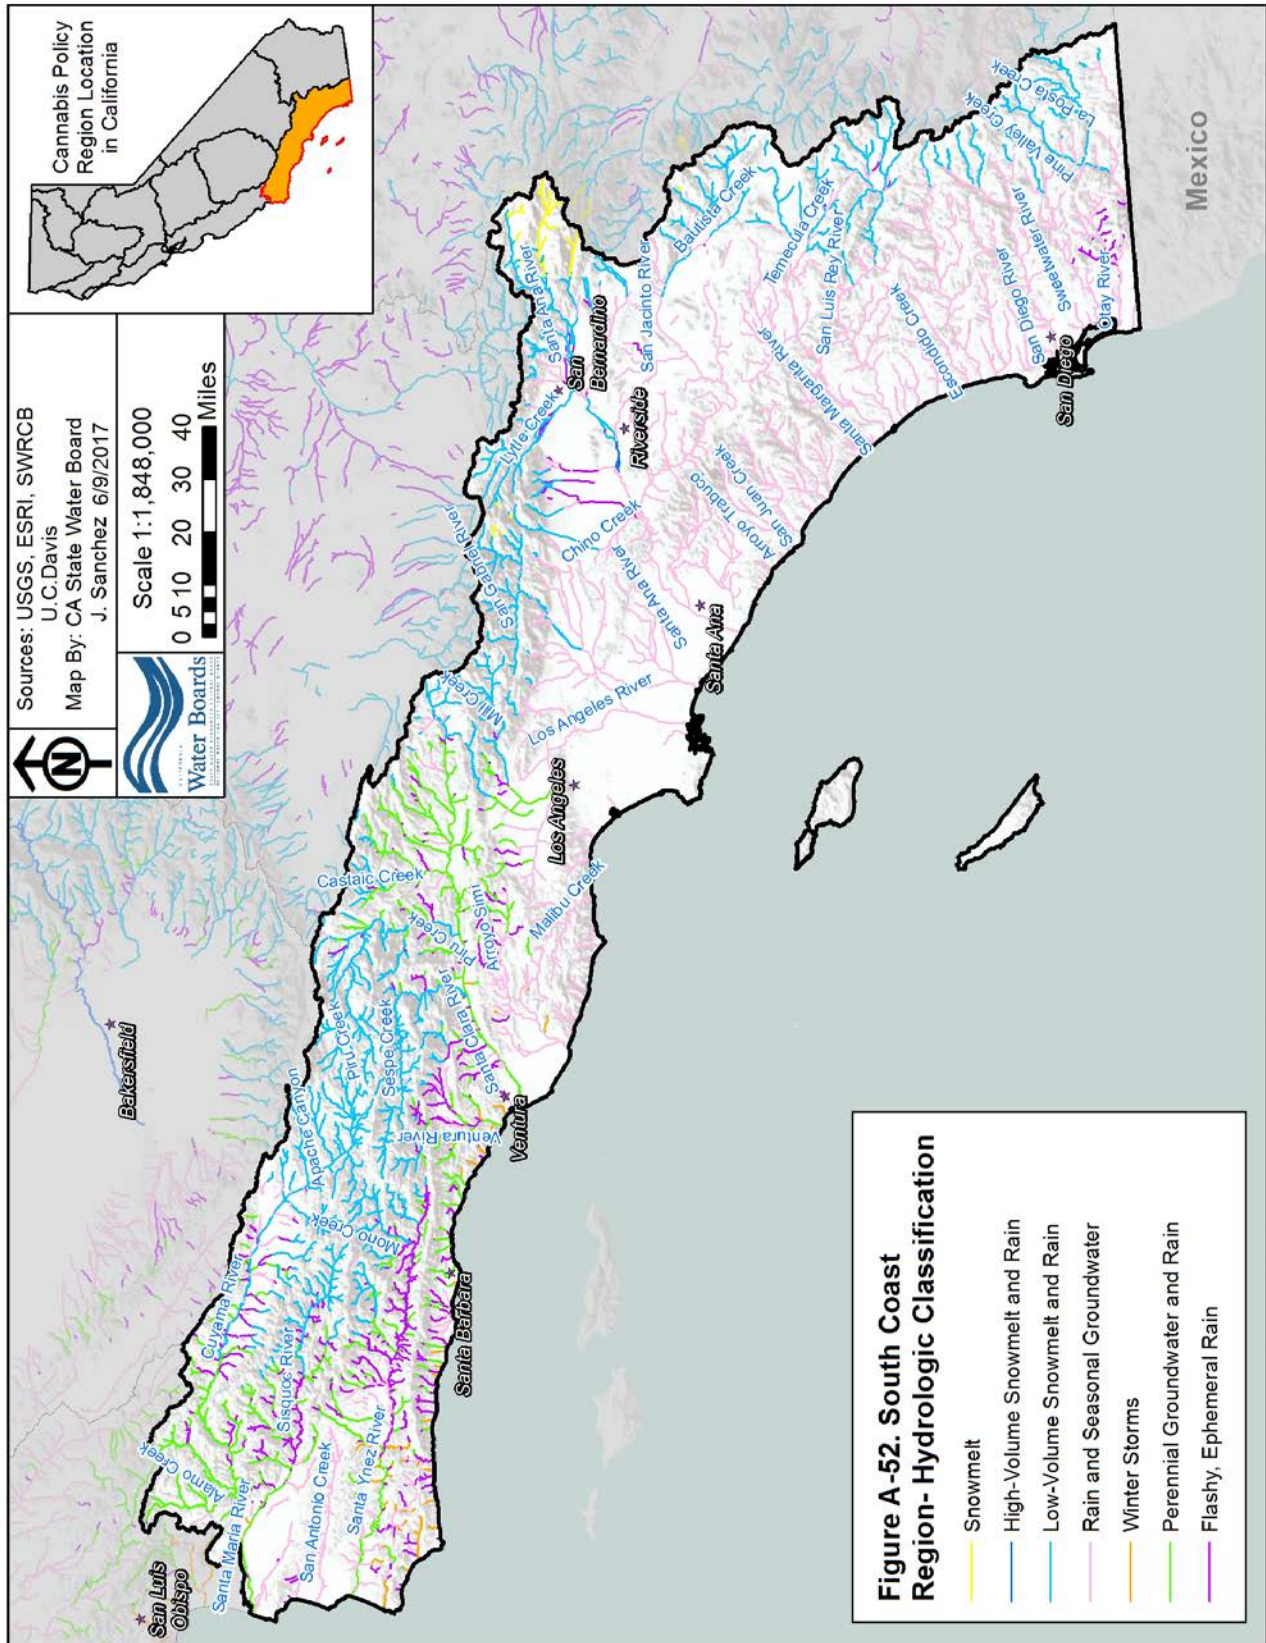 Cannabis Policy
Region Location
in California
Sources: USGS, ESRI, SWRCB
U.C.Davis
Map By: CA State Water Board
J. Sanchez 6/9/2017
N
CALIFORNIA
Water Boards
Scale 1:1,848,000
0 5 10 20 30 40
Miles
San Luis
Obispo
Bakersfield
Alamo Creek
Santa Maria River
Cuyama River
Sisquoc River
San Antonio Creek
Santa Ynez River
Santa Barbara
Mono Creek
Apache Canyon
Piru Creek
Sespe Creek
Ventura River
Ventura
Santa Clara River
Castaic Creek
Piru Creek
Arroyo Simi
Malibu Creek
Los Angeles
Mill Creek
Los Angeles River
San Gabriel River
Santa Ana
Santa Ana River
Chino Creek
Lytle Creek
Santa Ana River
San
Bernardino
Riverside
San Jacinto River
Bautista Creek
Arroyo Trabuco
San Juan Creek
Santa Margarita River
Temecula Creek
San Luis Rey River
Escondido Creek
San Diego River
San Diego
Sweetwater River
Otay River
Pine Valley Creek
La Posta Creek
Mexico
Figure A-52. South Coast
Region- Hydrologic Classification
Snowmelt
High-Volume Snowmelt and Rain
Low-Volume Snowmelt and Rain
Rain and Seasonal Groundwater
Winter Storms
Perennial Groundwater and Rain
Flashy, Ephemeral Rain